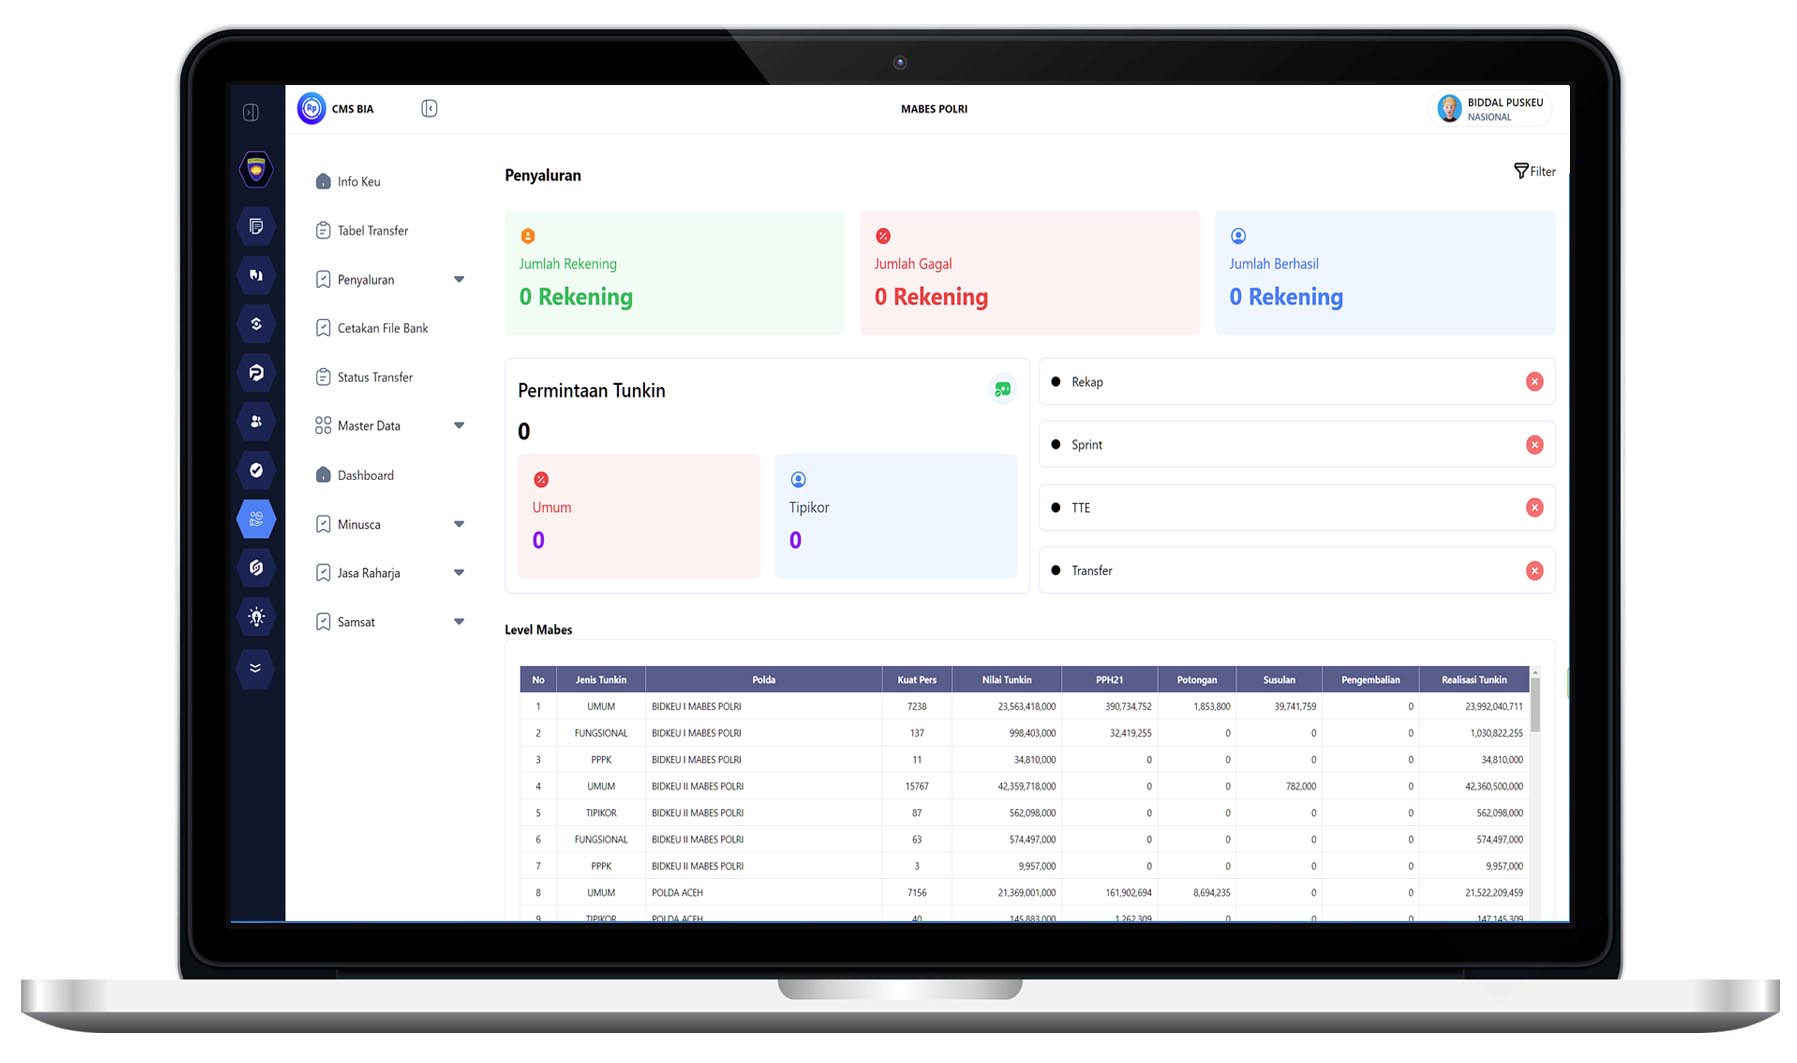 CMS BIA
MABES POLRI
BIDDAL PUSKEU
NASIONAL
Info Keu
Tabel Transfer
Penyaluran
Cetakan File Bank
Status Transfer
Master Data
Dashboard
Minusca
Jasa Raharja
Samsat
Penyaluran
Filter
Jumlah Rekening
0 Rekening
Jumlah Gagal
0 Rekening
Jumlah Berhasil
0 Rekening
Permintaan Tunkin
0
Umum
0
Tipikor
0
Rekap
Sprint
TTE
Transfer
Level Mabes
No Jenis Tunkin Polda Kuat Pers Nilai Tunkin PPH21 Potongan Susulan Pengembalian Realisasi Tunkin
1 UMUM BIDKEU I MABES POLRI 7238 23,563,418,000 390,734,752 1,853,800 39,741,759 0 23,992,040,711
2 FUNGSIONAL BIDKEU I MABES POLRI 137 998,403,000 32,419,255 0 0 0 1,030,822,255
3 PPPK BIDKEU I MABES POLRI 11 34,810,000 0 0 0 0 34,810,000
4 UMUM BIDKEU II MABES POLRI 15767 42,359,718,000 0 0 782,000 0 42,360,500,000
5 TIPIKOR BIDKEU II MABES POLRI 87 562,098,000 0 0 0 0 562,098,000
6 FUNGSIONAL BIDKEU II MABES POLRI 63 574,497,000 0 0 0 0 574,497,000
7 PPPK BIDKEU II MABES POLRI 3 9,957,000 0 0 0 0 9,957,000
8 UMUM POLDA ACEH 7156 21,369,001,000 161,902,694 8,694,235 0 0 21,522,209,459
9 TIPIKOR POLDA ACEH 40 145,883,000 1,262,309 0 0 0 147,145,309